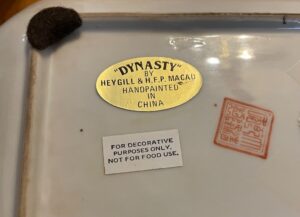 "DYNASTY"
BY
HEYGILL & H.F.P. MACAU
HANDPAINTED
IN
CHINA
FOR DECORATIVE
PURPOSES ONLY.
NOT FOR FOOD USE.